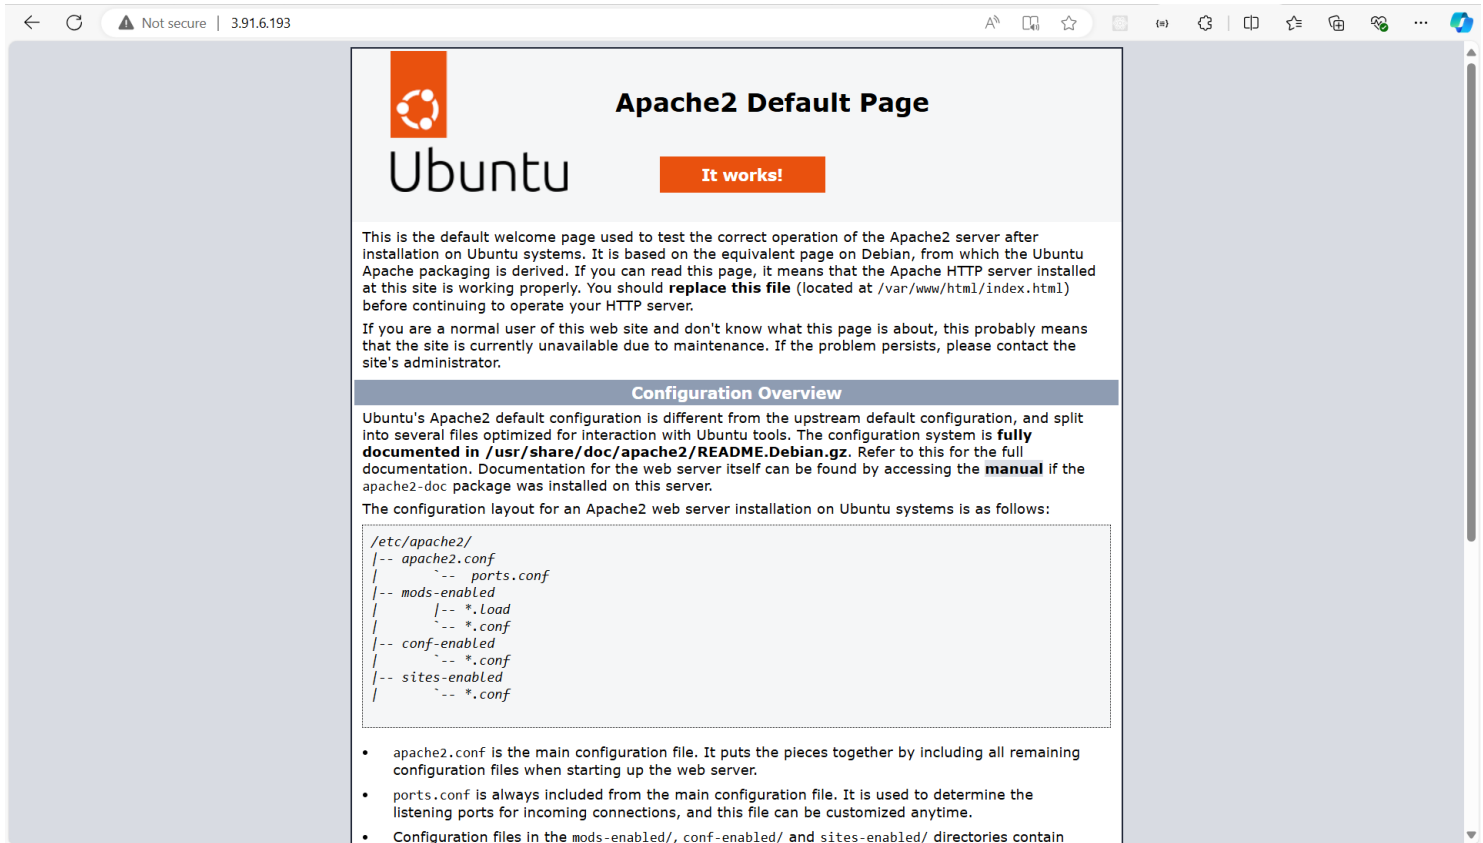 Not secure | 3.91.6.193
Apache2 Default Page
Ubuntu
It works!
This is the default welcome page used to test the correct operation of the Apache2 server after
installation on Ubuntu systems. It is based on the equivalent page on Debian, from which the Ubuntu
Apache packaging is derived. If you can read this page, it means that the Apache HTTP server installed
at this site is working properly. You should replace this file (located at /var/www/html/index.html)
before continuing to operate your HTTP server.
If you are a normal user of this web site and don't know what this page is about, this probably means
that the site is currently unavailable due to maintenance. If the problem persists, please contact the
site's administrator.
Configuration Overview
Ubuntu's Apache2 default configuration is different from the upstream default configuration, and split
into several files optimized for interaction with Ubuntu tools. The configuration system is fully
documented in /usr/share/doc/apache2/README.Debian.gz. Refer to this for the full
documentation. Documentation for the web server itself can be found by accessing the manual if the
apache2-doc package was installed on this server.
The configuration layout for an Apache2 web server installation on Ubuntu systems is as follows:
/etc/apache2/
|-- apache2.conf
|       `--  ports.conf
|-- mods-enabled
|       |-- *.load
|       `-- *.conf
|-- conf-enabled
|       `-- *.conf
|-- sites-enabled
|       `-- *.conf
• apache2.conf is the main configuration file. It puts the pieces together by including all remaining
configuration files when starting up the web server.
• ports.conf is always included from the main configuration file. It is used to determine the
listening ports for incoming connections, and this file can be customized anytime.
• Configuration files in the mods-enabled/, conf-enabled/ and sites-enabled/ directories contain